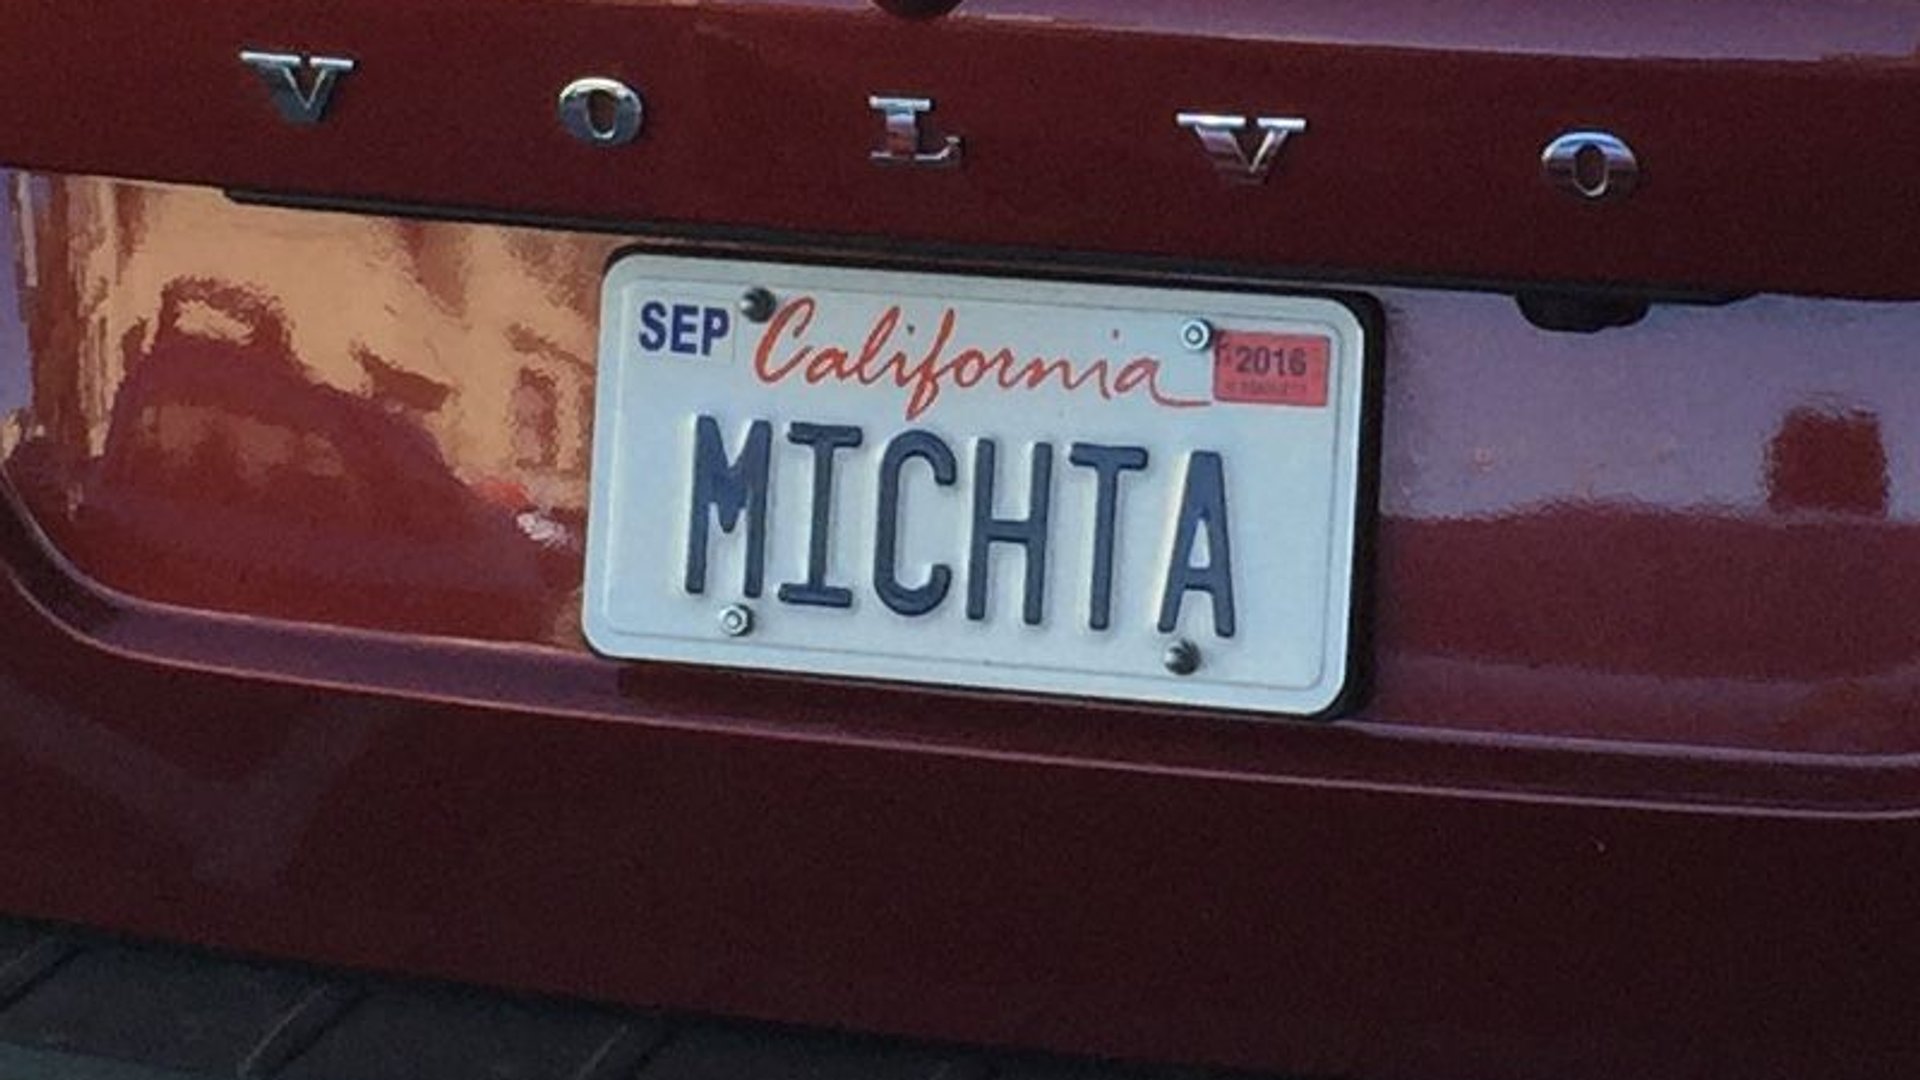 VOLVO
SEP California 2016
MICHTA